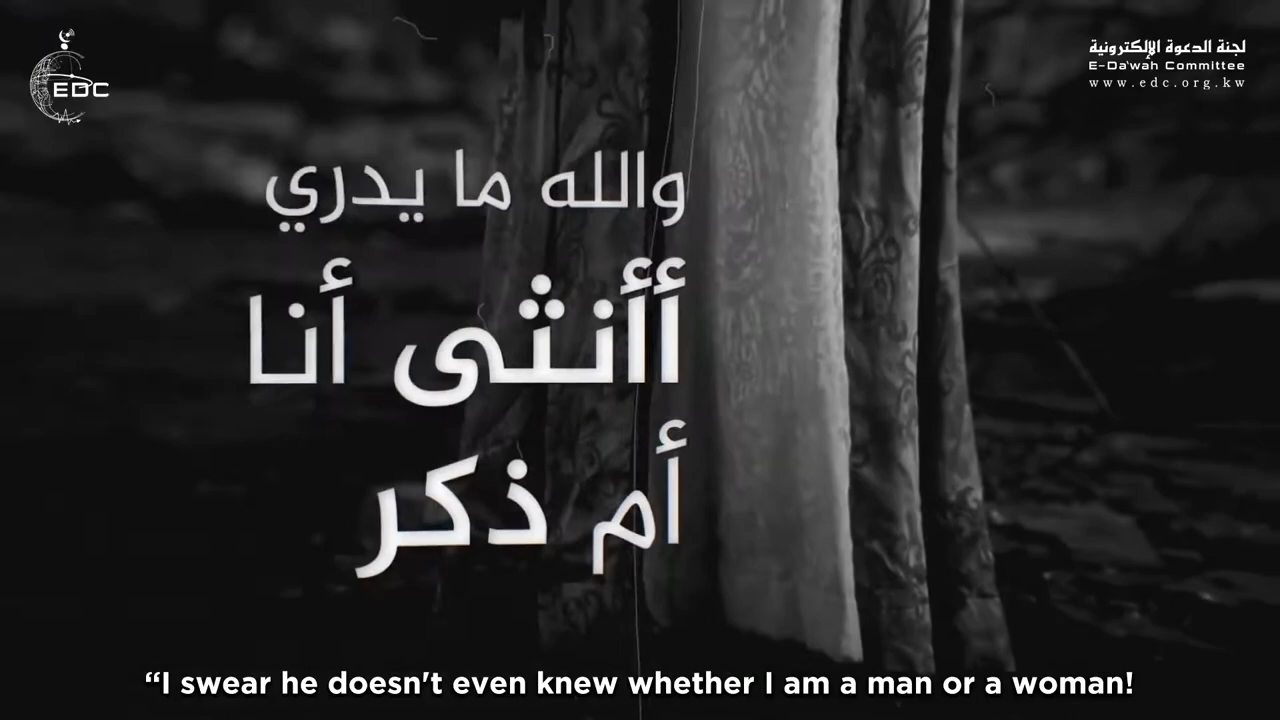 EDC
لجنة الدعوة الإلكترونية
E-Da'wah Committee
www.edc.org.kw
والله ما يدري
أأنثى أنا
أم ذكر
“I swear he doesn't even knew whether I am a man or a woman!